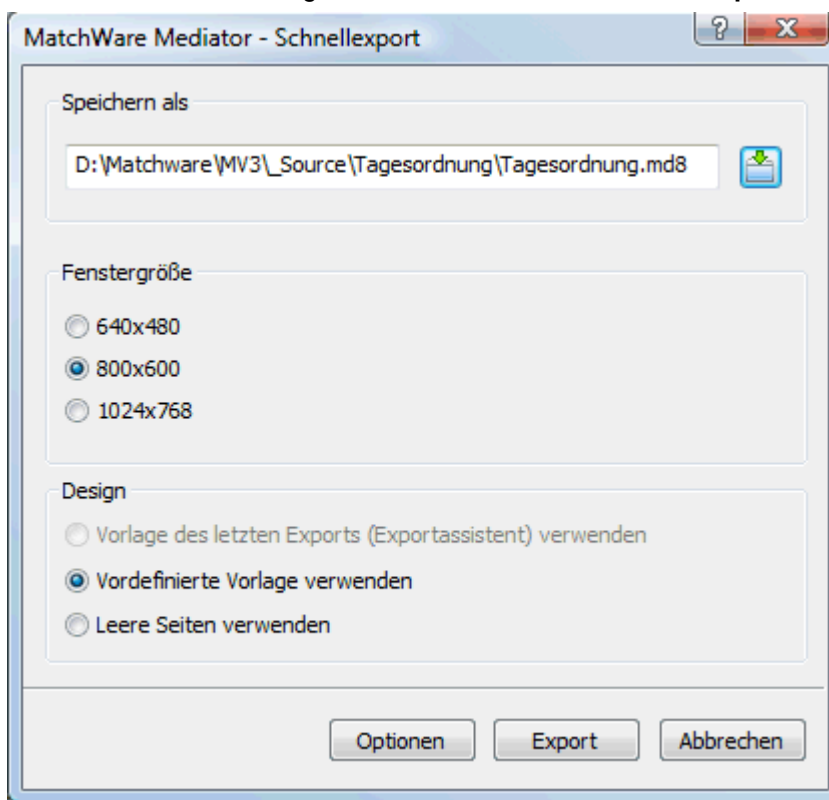 MatchWare Mediator - Schnellexport
Speichern als
D:\Matchware\MV3\_Source\Tagesordnung\Tagesordnung.md8
Fenstergröße
640x480
800x600
1024x768
Design
Vorlage des letzten Exports (Exportassistent) verwenden
Vordefinierte Vorlage verwenden
Leere Seiten verwenden
Optionen Export Abbrechen